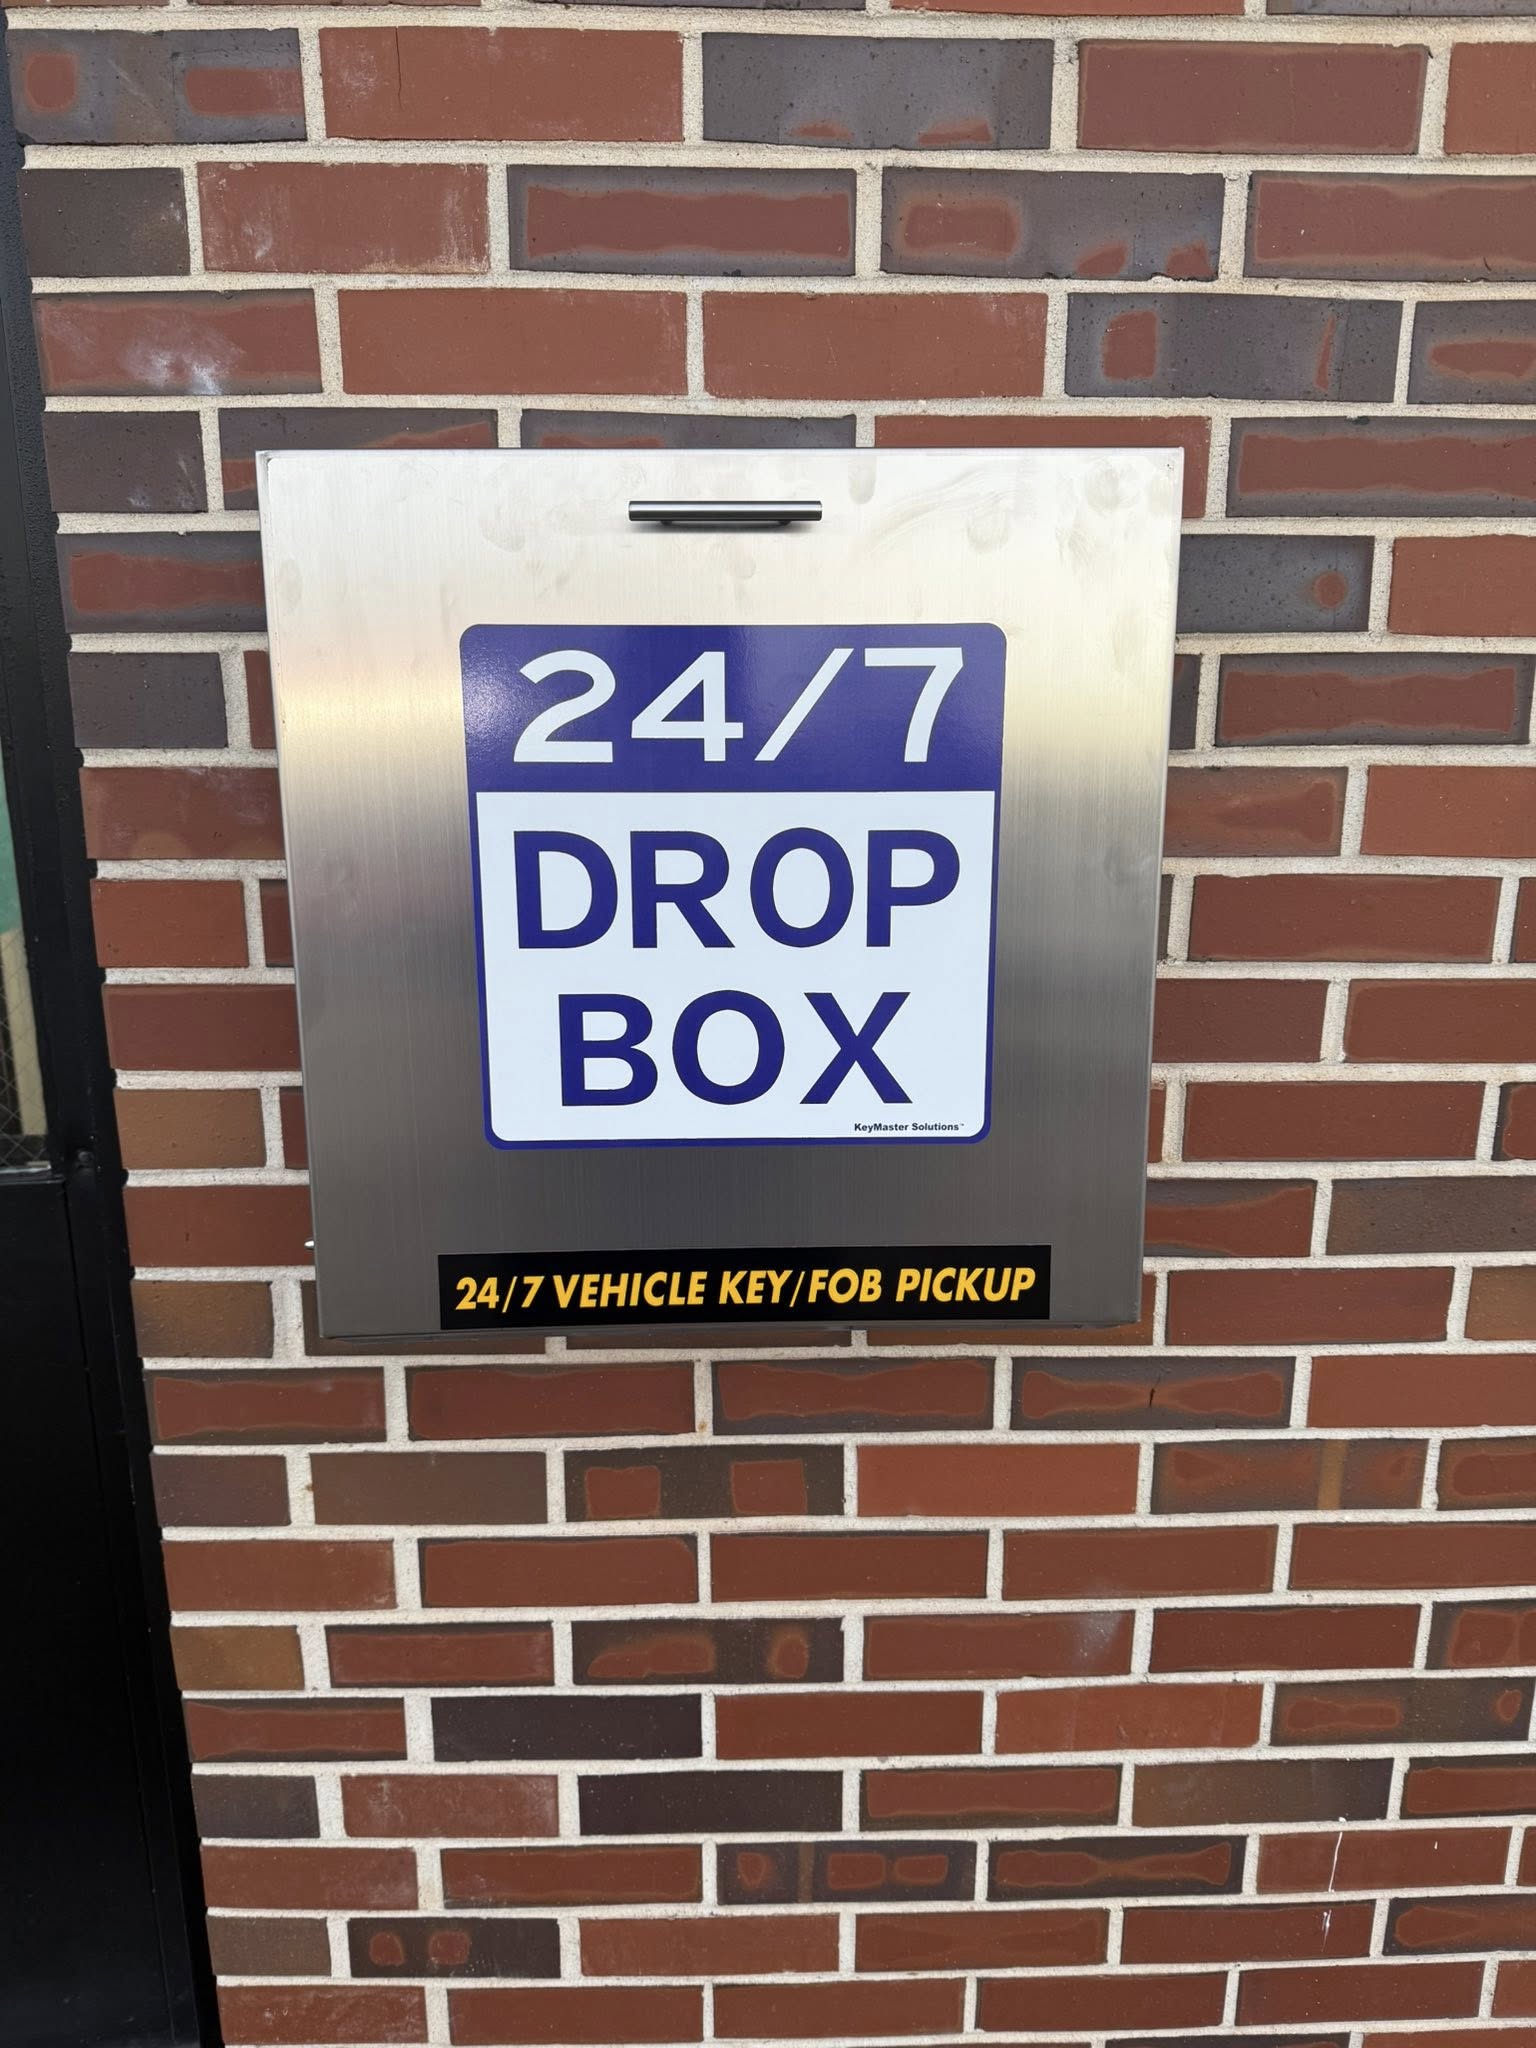 24/7
DROP
BOX
KeyMaster Solutions™
24/7 VEHICLE KEY/FOB PICKUP